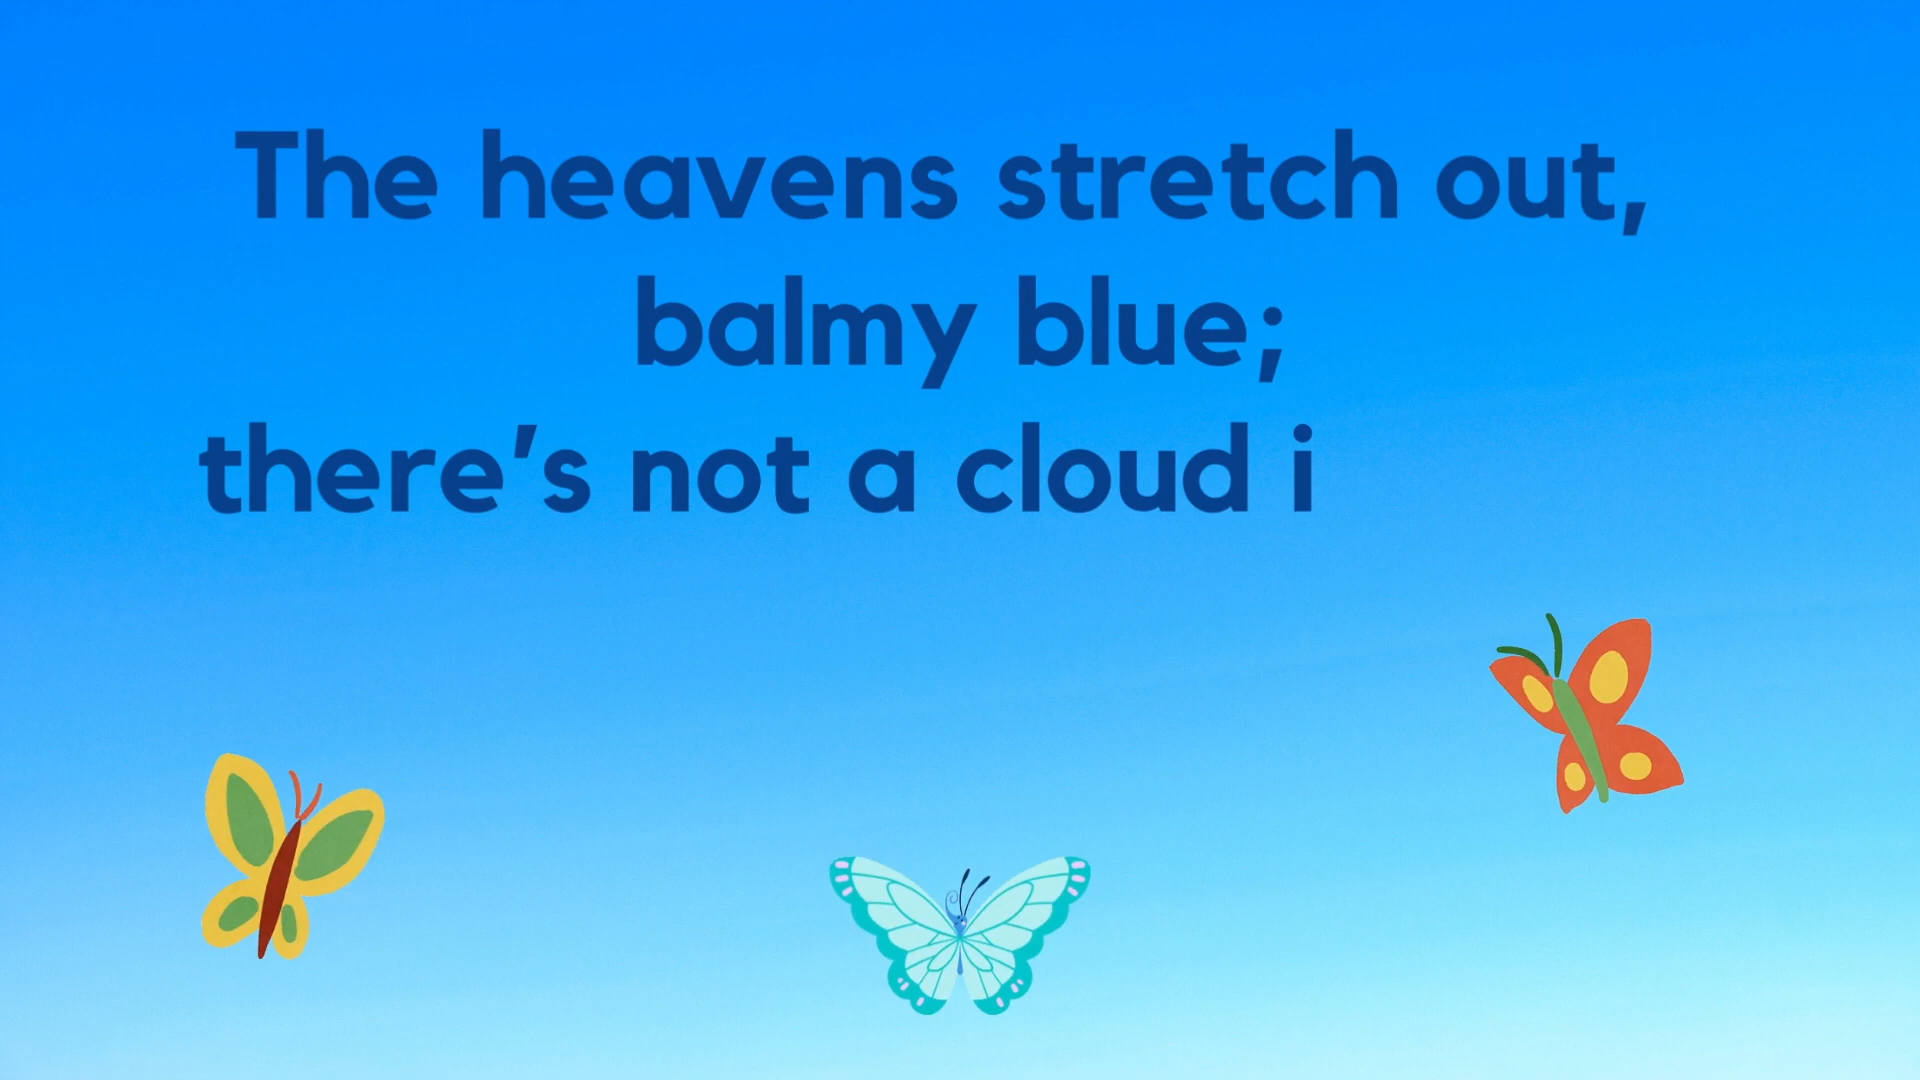 The heavens stretch out,
balmy blue;
there’s not a cloud i